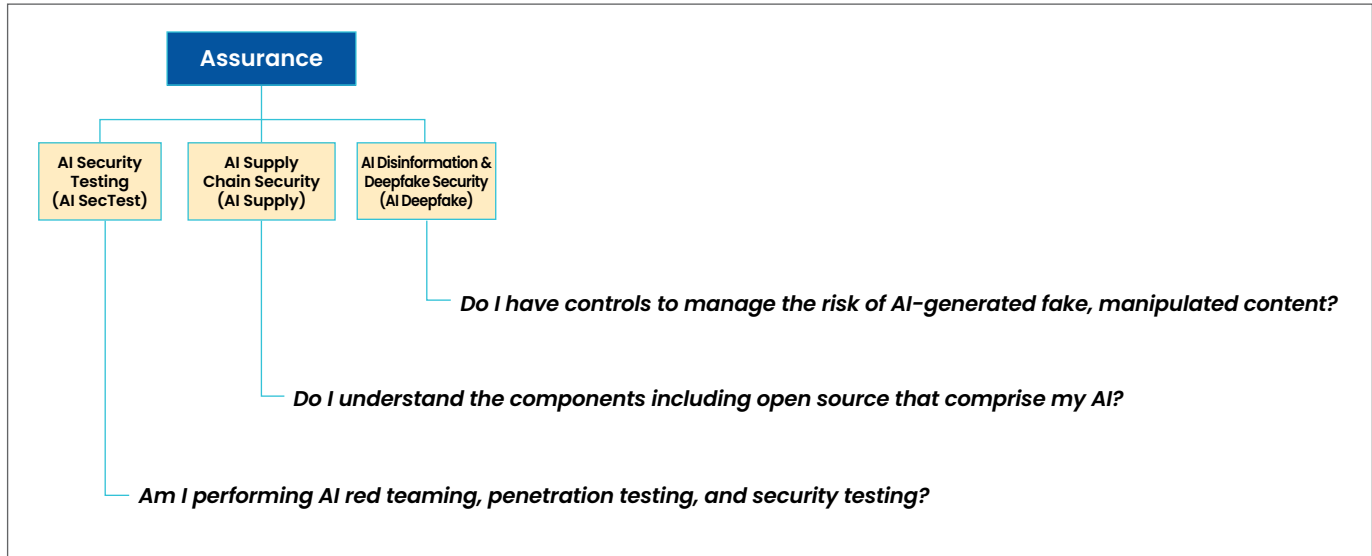 Assurance
AI Security
Testing
(AI SecTest)
AI Supply
Chain Security
(AI Supply)
AI Disinformation &
Deepfake Security
(AI Deepfake)
Do I have controls to manage the risk of AI-generated fake, manipulated content?
Do I understand the components including open source that comprise my AI?
Am I performing AI red teaming, penetration testing, and security testing?